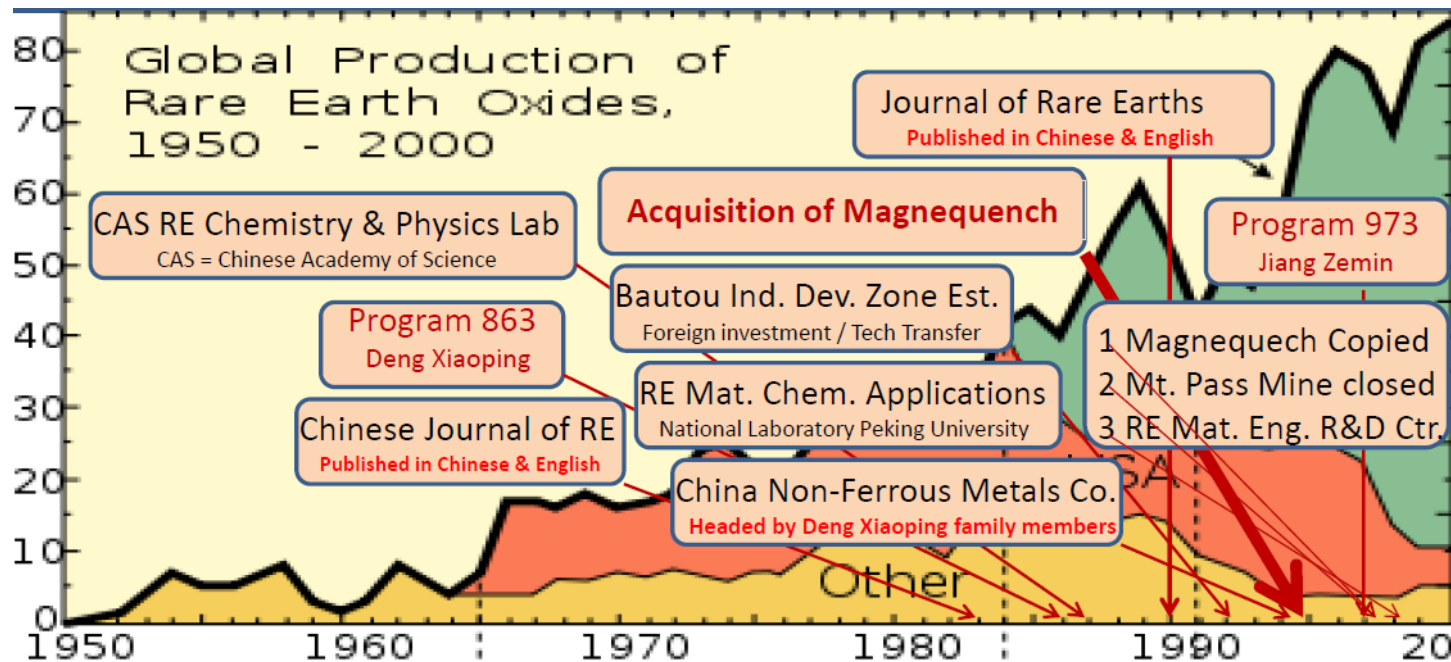 Global Production of
Rare Earth Oxides,
1950 - 2000
Journal of Rare Earths
Published in Chinese & English
Acquisition of Magnequench
CAS RE Chemistry & Physics Lab
CAS = Chinese Academy of Science
Program 973
Jiang Zemin
Bautou Ind. Dev. Zone Est.
Foreign investment / Tech Transfer
Program 863
Deng Xiaoping
1 Magnequech Copied
2 Mt. Pass Mine closed
3 RE Mat. Eng. R&D Ctr.
RE Mat. Chem. Applications
National Laboratory Peking University
Chinese Journal of RE
Published in Chinese & English
USA
China Non-Ferrous Metals Co.
Headed by Deng Xiaoping family members
Other
80
70
60
50
40
30
20
10
0
1950 1960 1970 1980 1990 20